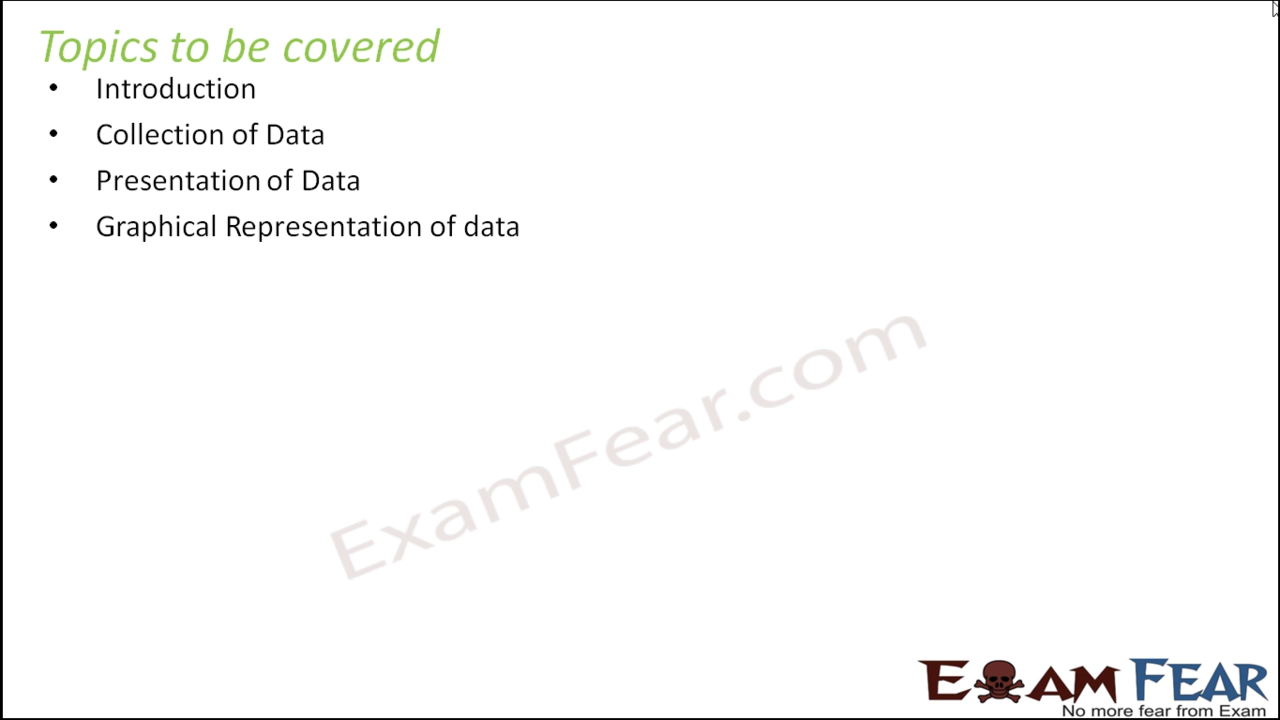 Topics to be covered
• Introduction
• Collection of Data
• Presentation of Data
• Graphical Representation of data
ExamFear.com
EXAM FEAR
No more fear from Exam